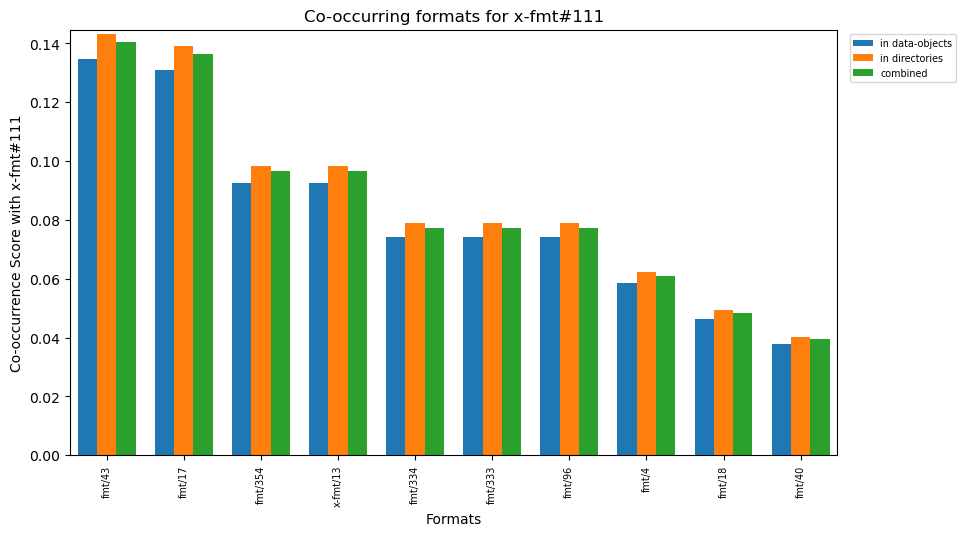 Co-occurring formats for x-fmt#111
in data-objects
in directories
combined
Co-occurrence Score with x-fmt#111
0.14
0.12
0.10
0.08
0.06
0.04
0.02
0.00
fmt/43
fmt/17
fmt/354
x-fmt/13
fmt/334
fmt/333
fmt/96
fmt/4
fmt/18
fmt/40
Formats